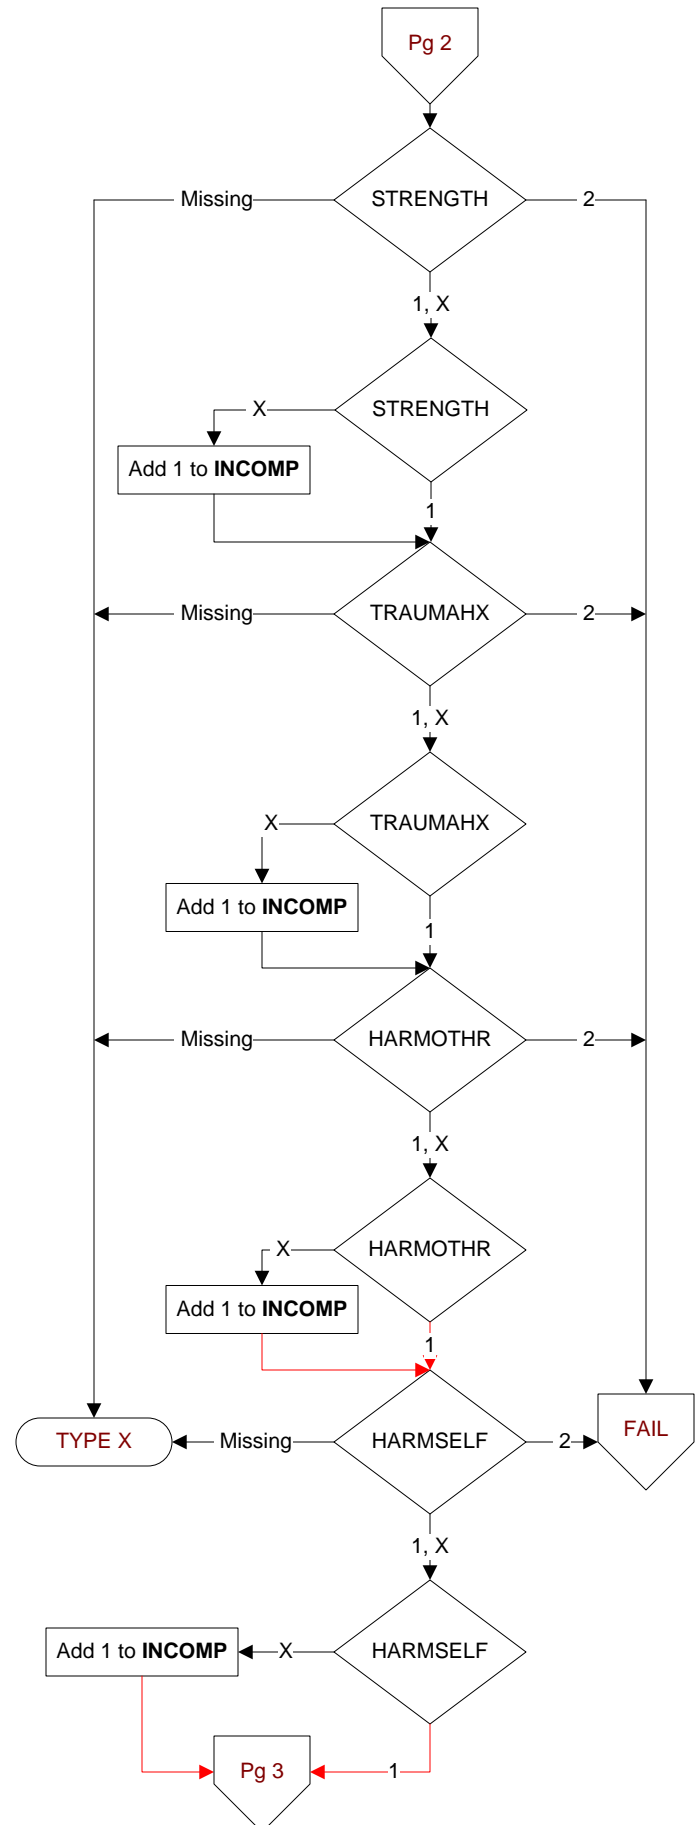 Pg 2
Missing
STRENGTH
2
1, X
X
STRENGTH
Add 1 to INCOMP
1
Missing
TRAUMAHX
2
1, X
X
TRAUMAHX
Add 1 to INCOMP
1
Missing
HARMOTHR
2
1, X
X
HARMOTHR
Add 1 to INCOMP
1
TYPE X
Missing
HARMSELF
2
FAIL
1, X
Add 1 to INCOMP
X
HARMSELF
Pg 3
1